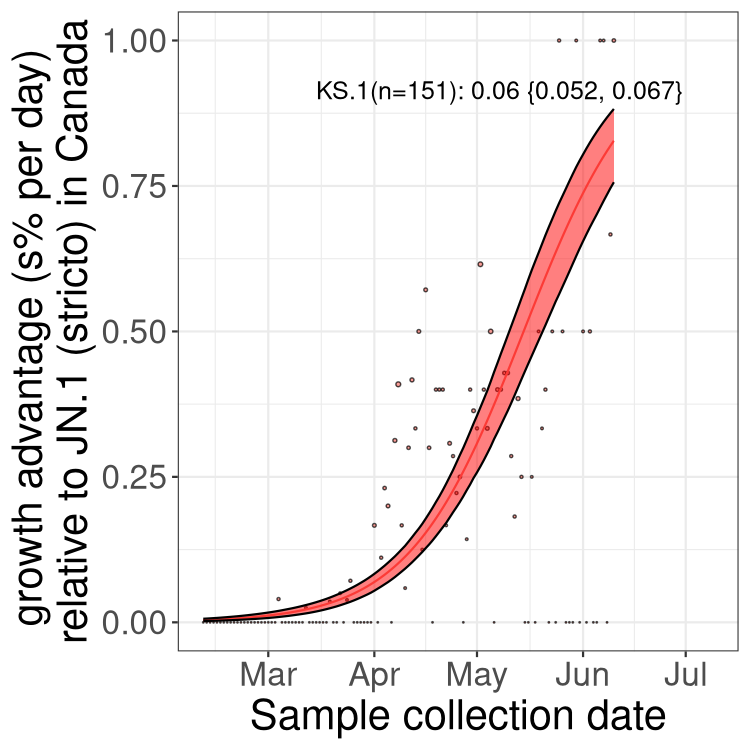 growth advantage (s% per day)
relative to JN.1 (stricto) in Canada
1.00
0.75
0.50
0.25
0.00
KS.1(n=151): 0.06 {0.052, 0.067}
Mar Apr May Jun Jul
Sample collection date